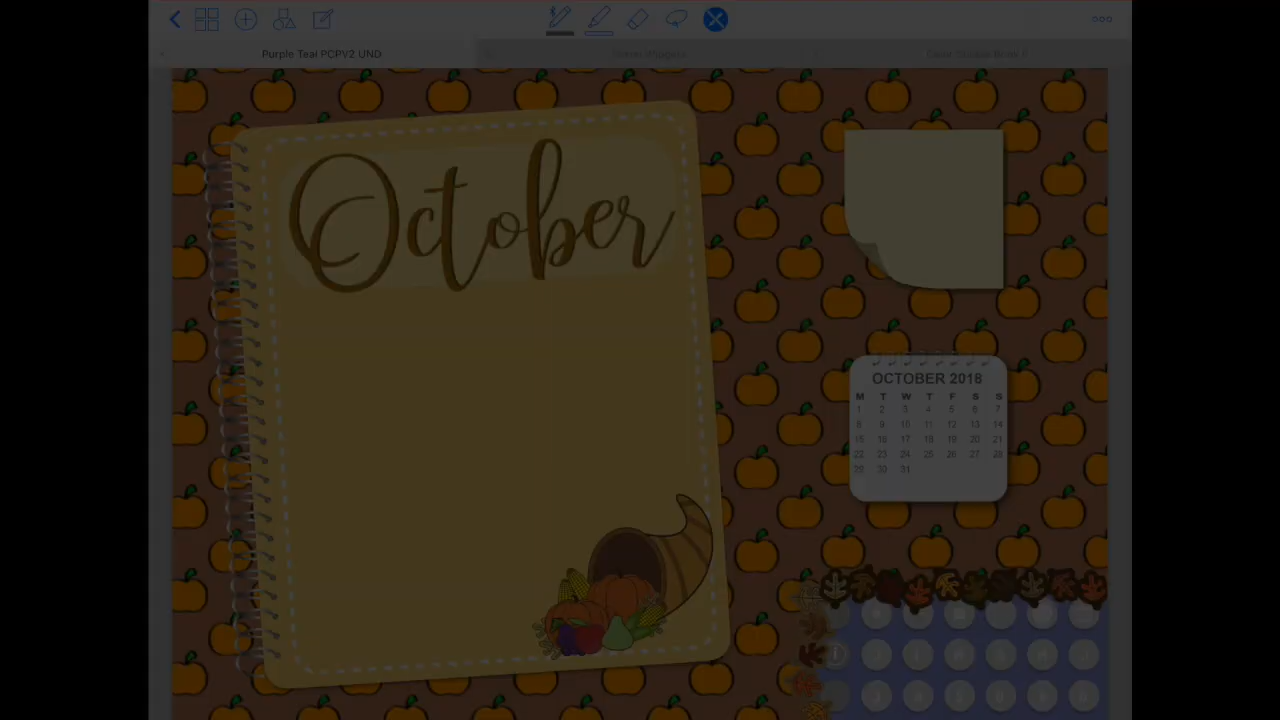 Purple Teal PCPV2 UND
October
OCTOBER 2018
M T W T F S S
1 2 3 4 5 6 7
8 9 10 11 12 13 14
15 16 17 18 19 20 21
22 23 24 25 26 27 28
29 30 31